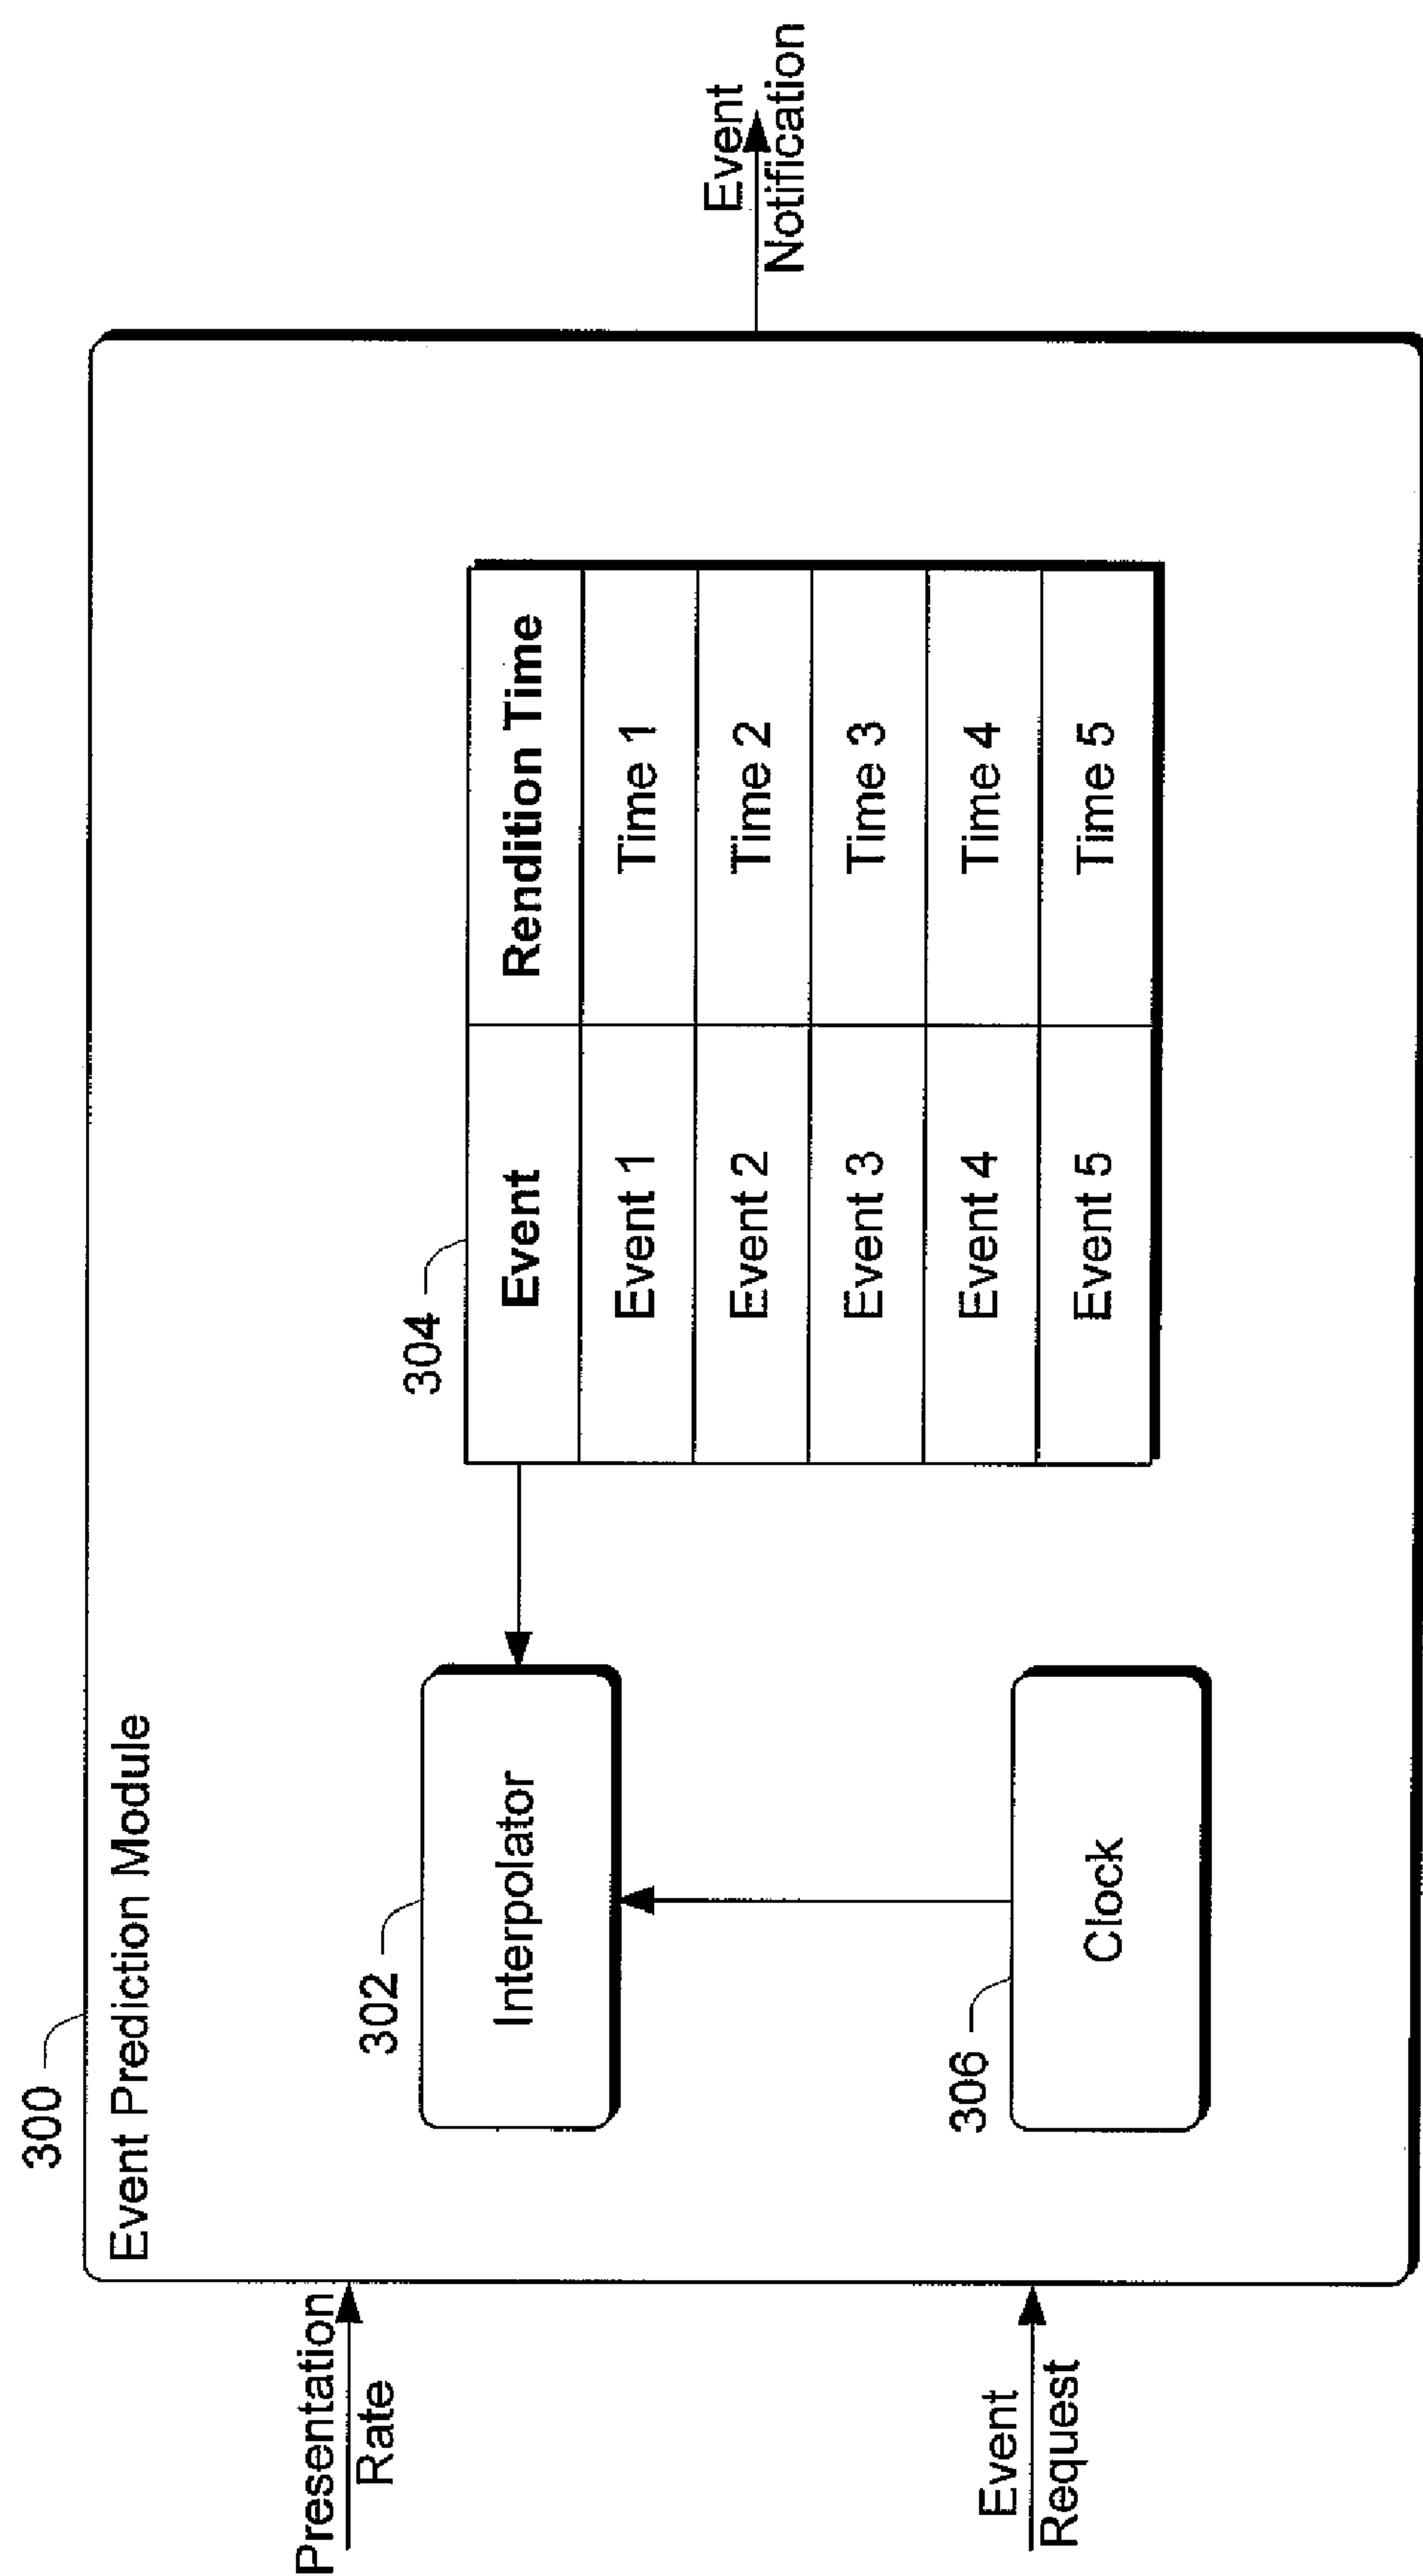 300
Event Prediction Module
Presentation
Rate
Event
Request
302
Interpolator
306
Clock
304
Event Rendition Time
Event 1 Time 1
Event 2 Time 2
Event 3 Time 3
Event 4 Time 4
Event 5 Time 5
Event
Notification